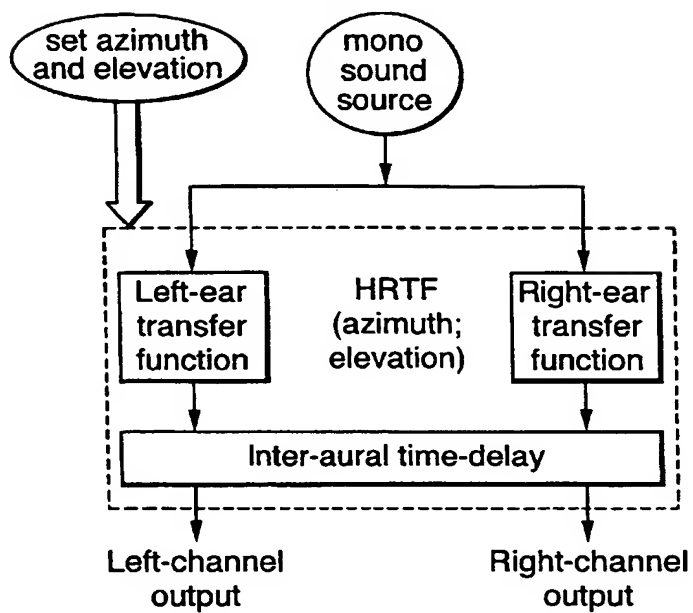 set azimuth
and elevation
mono
sound
source
Left-ear
transfer
function
HRTF
(azimuth;
elevation)
Right-ear
transfer
function
Inter-aural time-delay
Left-channel
output
Right-channel
output